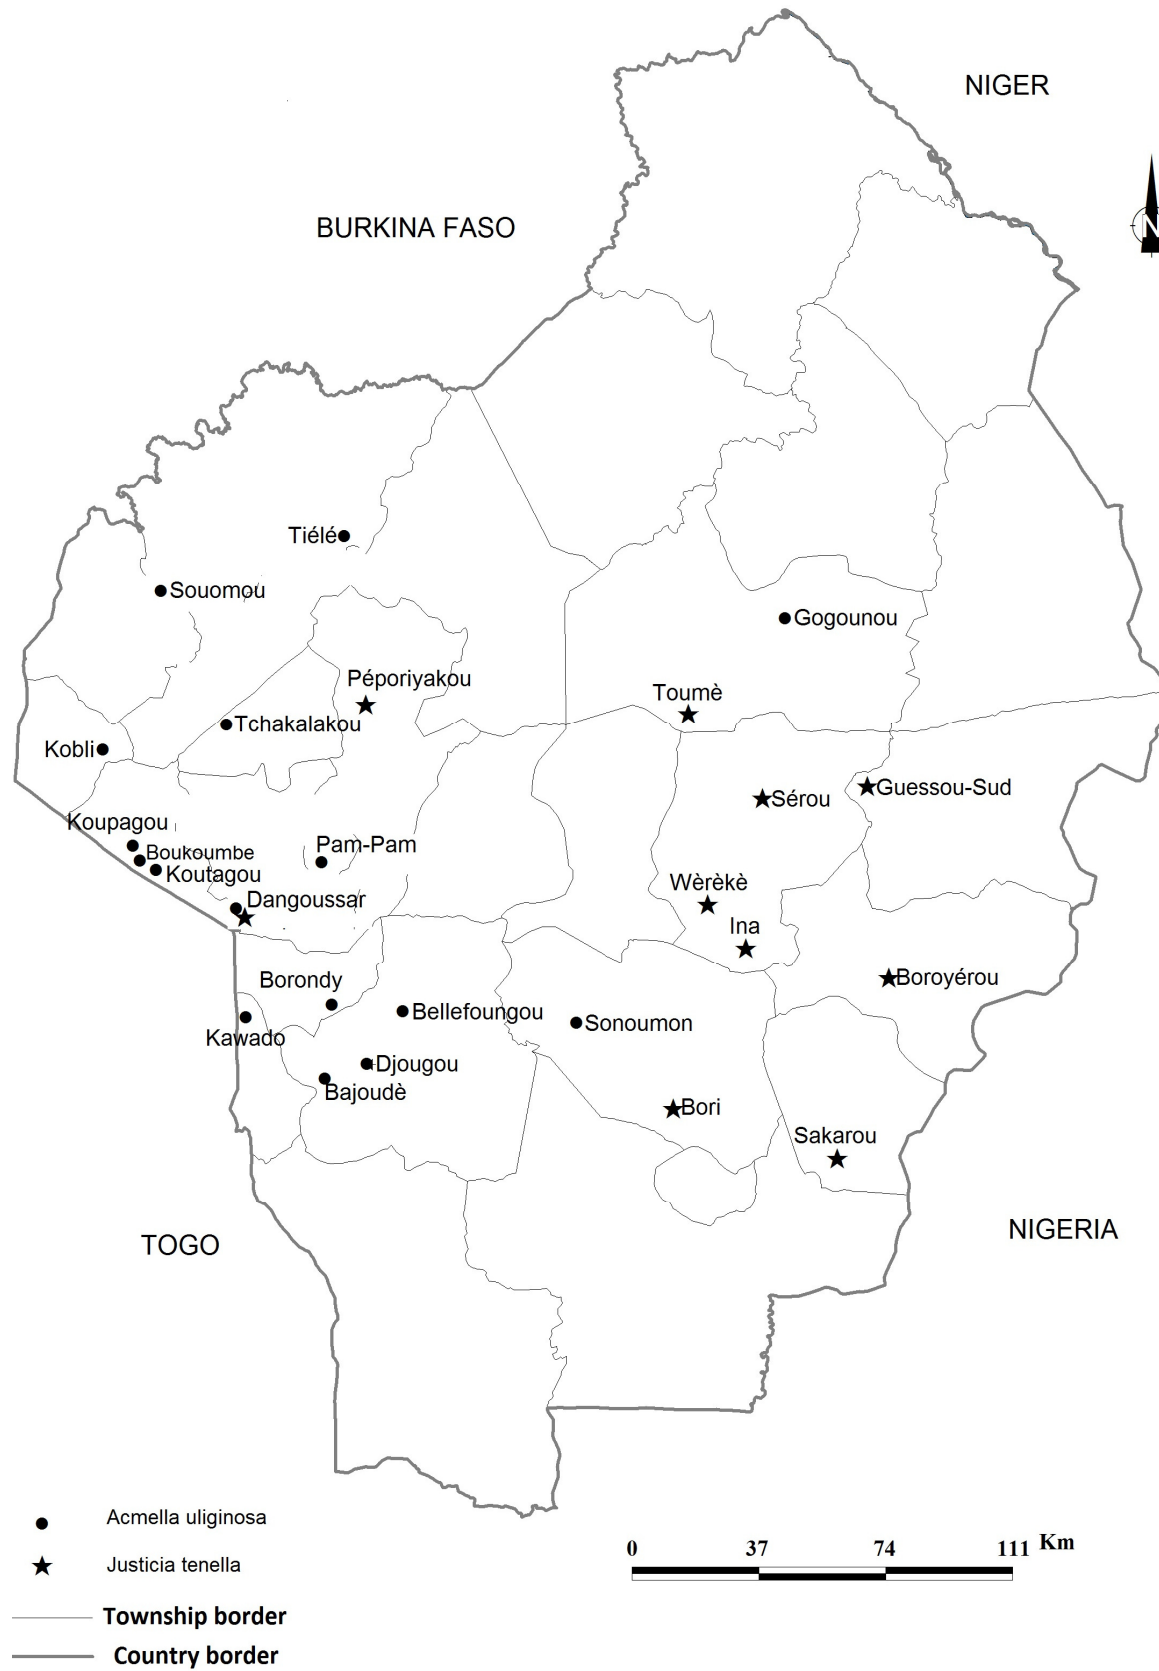 NIGER
BURKINA FASO
N
Tiélé
Souomou
Gogounou
Péporiyakou
Toumè
Tchakalakou
Kobli
Guessou-Sud
Sérou
Koupagou
Pam-Pam
Boukoumbe
Koutagou
Wèrèkè
Dangoussar
Ina
Borondy
Boroyérou
Bellefoungou
Sonoumon
Kawado
Djougou
Bajoudè
Bori
Sakarou
TOGO
NIGERIA
Acmella uliginosa
Justicia tenella
0 37 74 111 Km
Township border
Country border